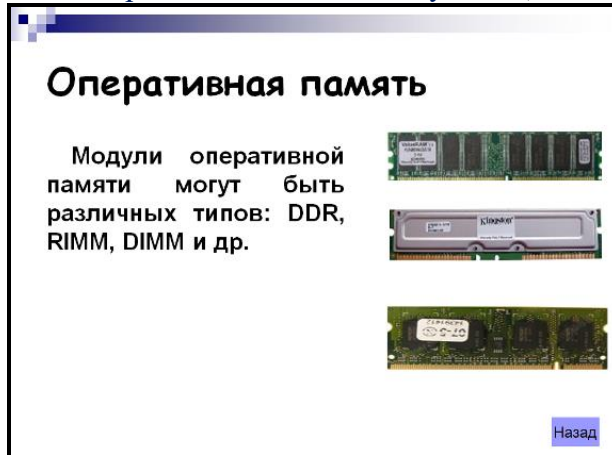 Оперативная память
Модули оперативной
памяти могут быть
различных типов: DDR,
RIMM, DIMM и др.
Kingston
Назад